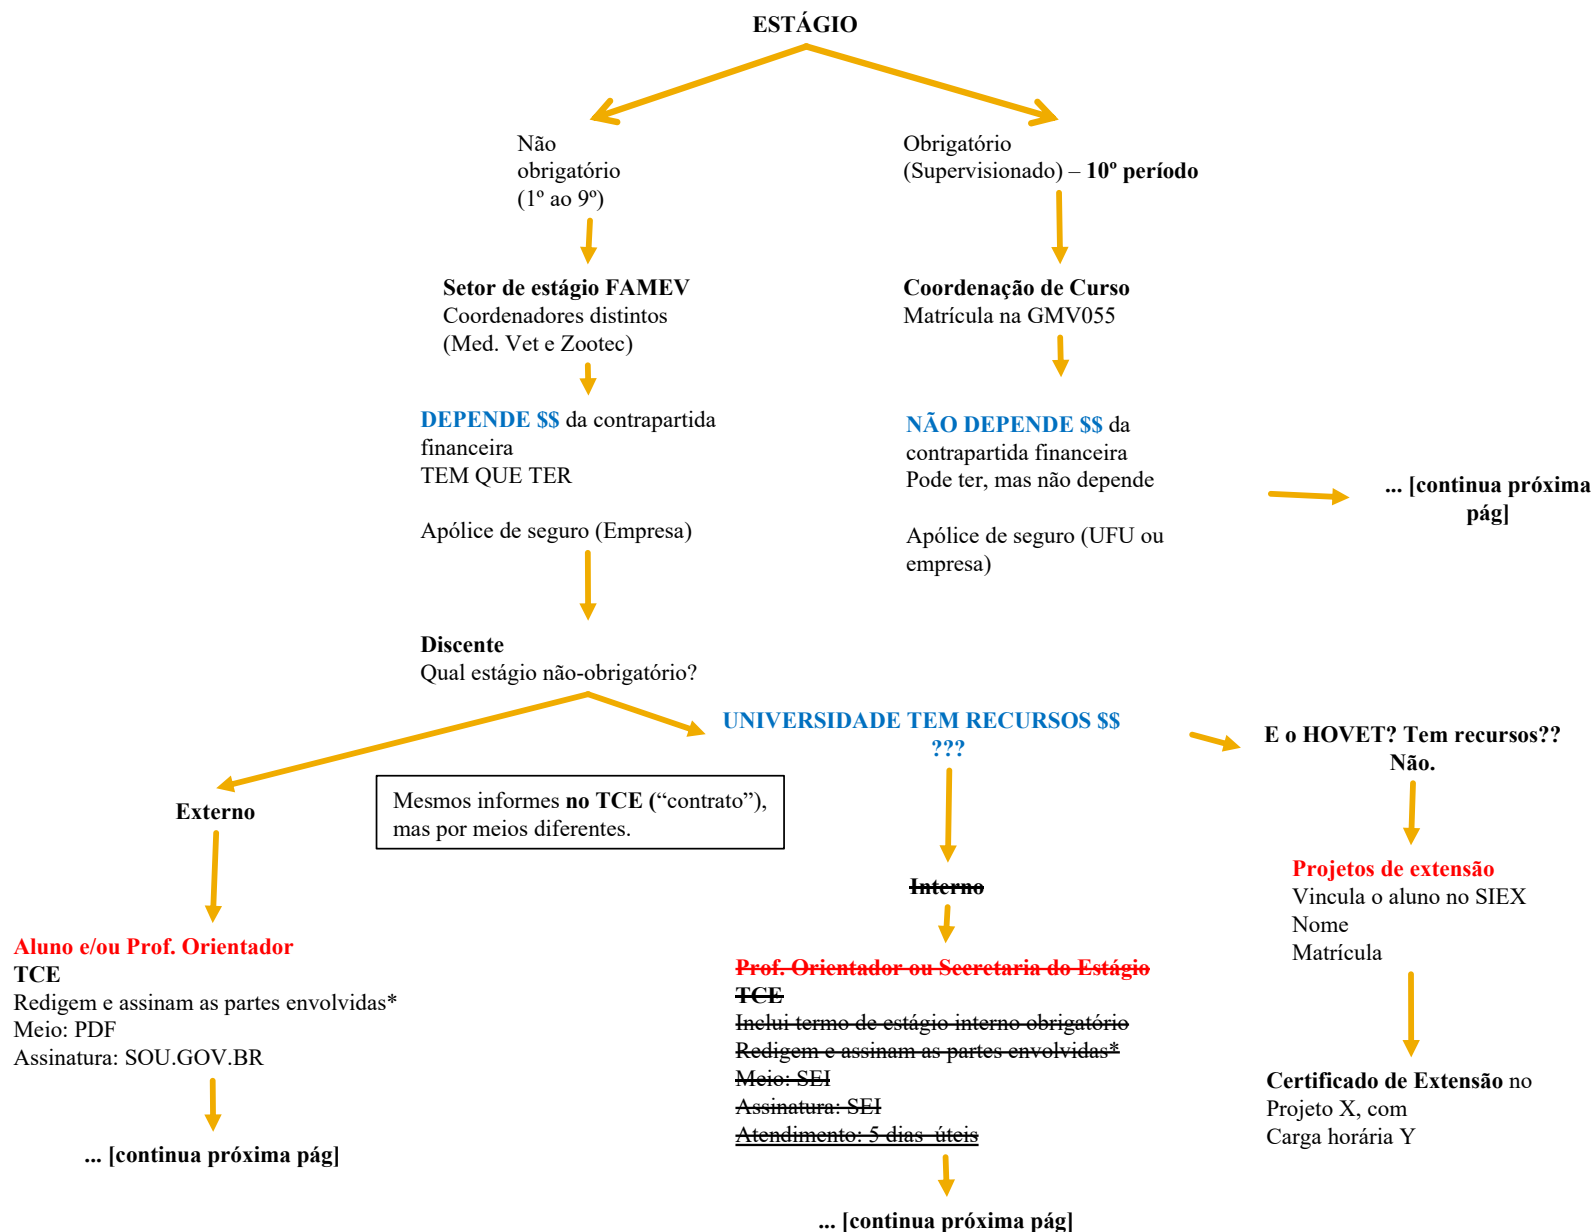 ESTÁGIO
Não
obrigatório
(1º ao 9º)
Obrigatório
(Supervisionado) – 10º período
Setor de estágio FAMEV
Coordenadores distintos
(Med. Vet e Zootec)
Coordenação de Curso
Matrícula na GMV055
DEPENDE $$ da contrapartida
financeira
TEM QUE TER
Apólice de seguro (Empresa)
NÃO DEPENDE $$ da
contrapartida financeira
Pode ter, mas não depende
Apólice de seguro (UFU ou
empresa)
... [continua próxima
pág]
Discente
Qual estágio não-obrigatório?
UNIVERSIDADE TEM RECURSOS $$
???
E o HOVET? Tem recursos??
Não.
Externo
Mesmos informes no TCE (“contrato”),
mas por meios diferentes.
Interno
Projetos de extensão
Vincula o aluno no SIEX
Nome
Matrícula
Aluno e/ou Prof. Orientador
TCE
Redigem e assinam as partes envolvidas*
Meio: PDF
Assinatura: SOU.GOV.BR
Prof. Orientador ou Secretaria do Estágio
TCE
Inclui termo de estágio interno obrigatório
Redigem e assinam as partes envolvidas*
Meio: SEI
Assinatura: SEI
Atendimento: 5 dias úteis
Certificado de Extensão no
Projeto X, com
Carga horária Y
... [continua próxima pág]
... [continua próxima pág]